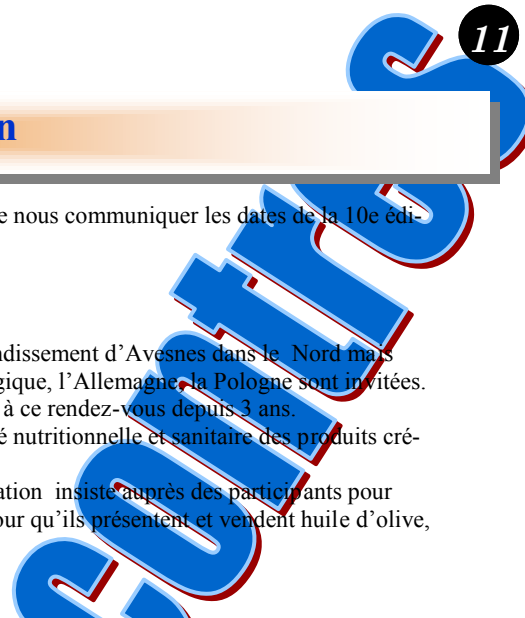 11
n
e nous communiquer les dates de la 10e édi-
ndissement d’Avesnes dans le Nord mais
gique, l’Allemagne, la Pologne sont invitées.
à ce rendez-vous depuis 3 ans.
é nutritionnelle et sanitaire des produits cré-
ation insiste auprès des participants pour
our qu’ils présentent et vendent huile d’olive,
contres